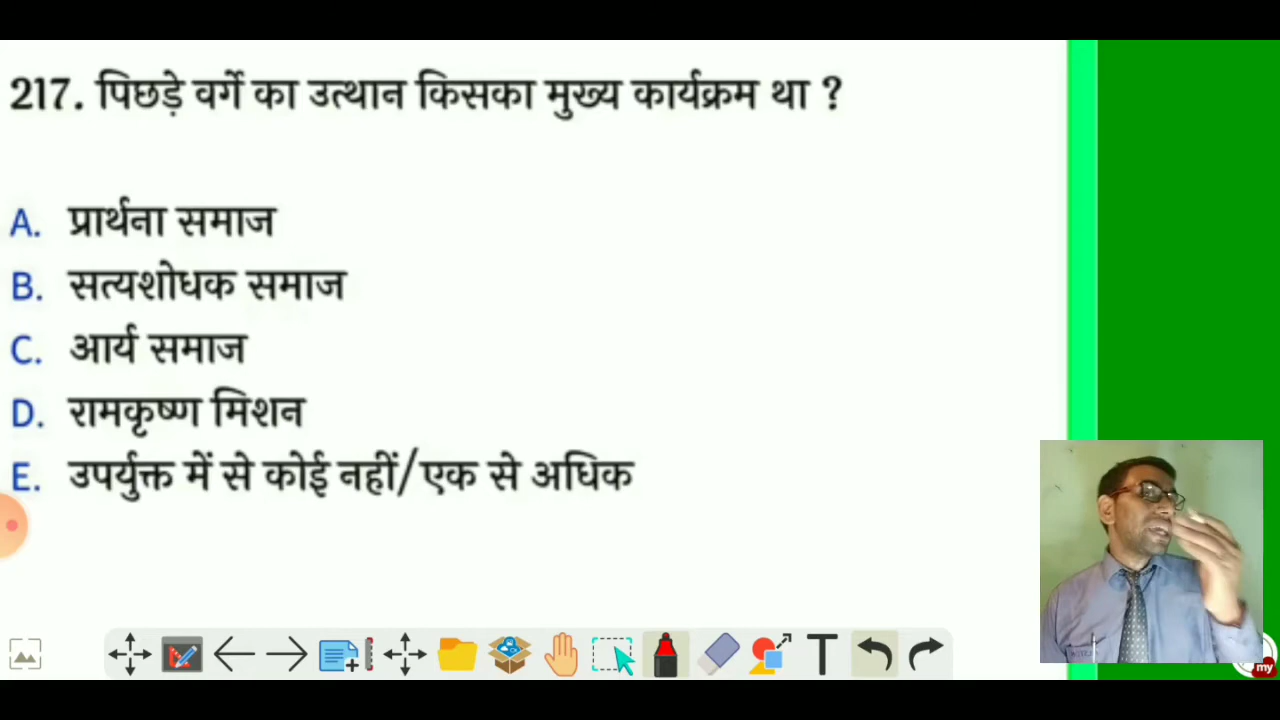 217. पिछड़े वर्गे का उत्थान किसका मुख्य कार्यक्रम था ?
A. प्रार्थना समाज
B. सत्यशोधक समाज
C. आर्य समाज
D. रामकृष्ण मिशन
E. उपर्युक्त में से कोई नहीं/एक से अधिक
T
my